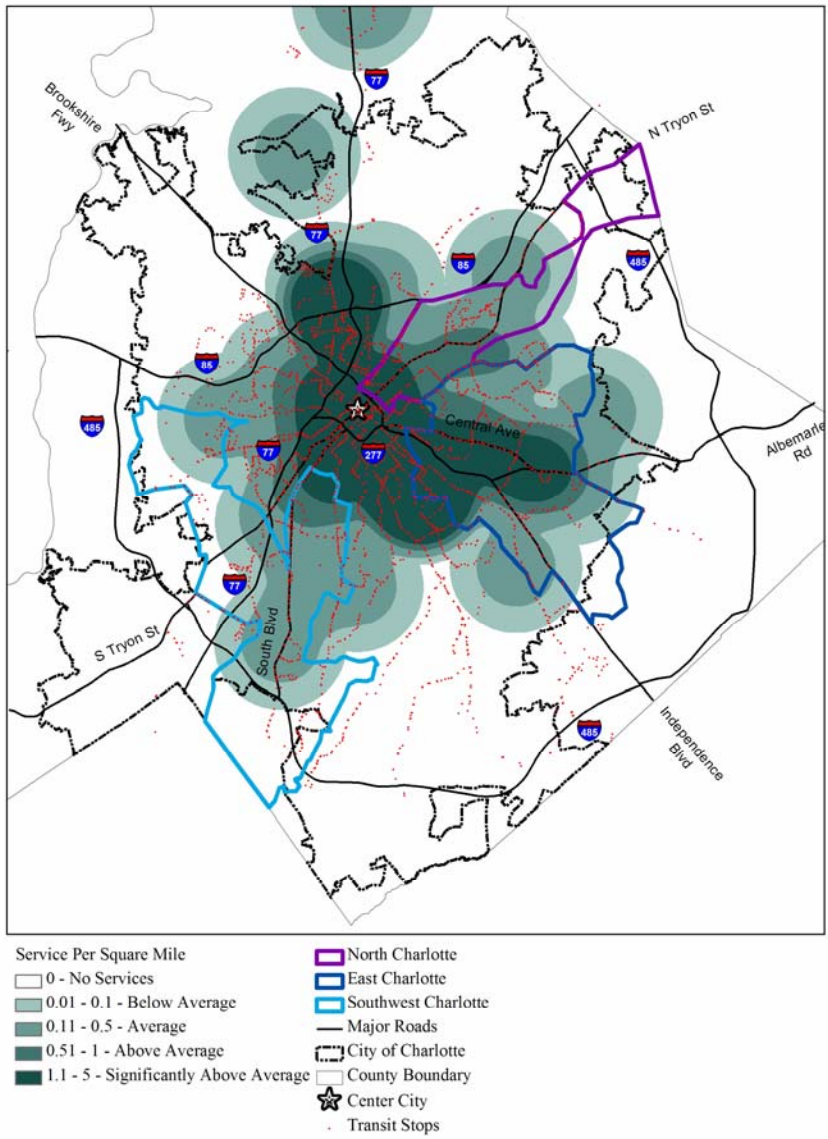 77
Brookshire
Fwy
N Tryon St
77
85
485
85
485
Central Ave
Albemarle
Rd
77
277
77
S Tryon St
South Blvd
485
Independence
Blvd
Service Per Square Mile
0 - No Services
0.01 - 0.1 - Below Average
0.11 - 0.5 - Average
0.51 - 1 - Above Average
1.1 - 5 - Significantly Above Average
North Charlotte
East Charlotte
Southwest Charlotte
Major Roads
City of Charlotte
County Boundary
Center City
Transit Stops